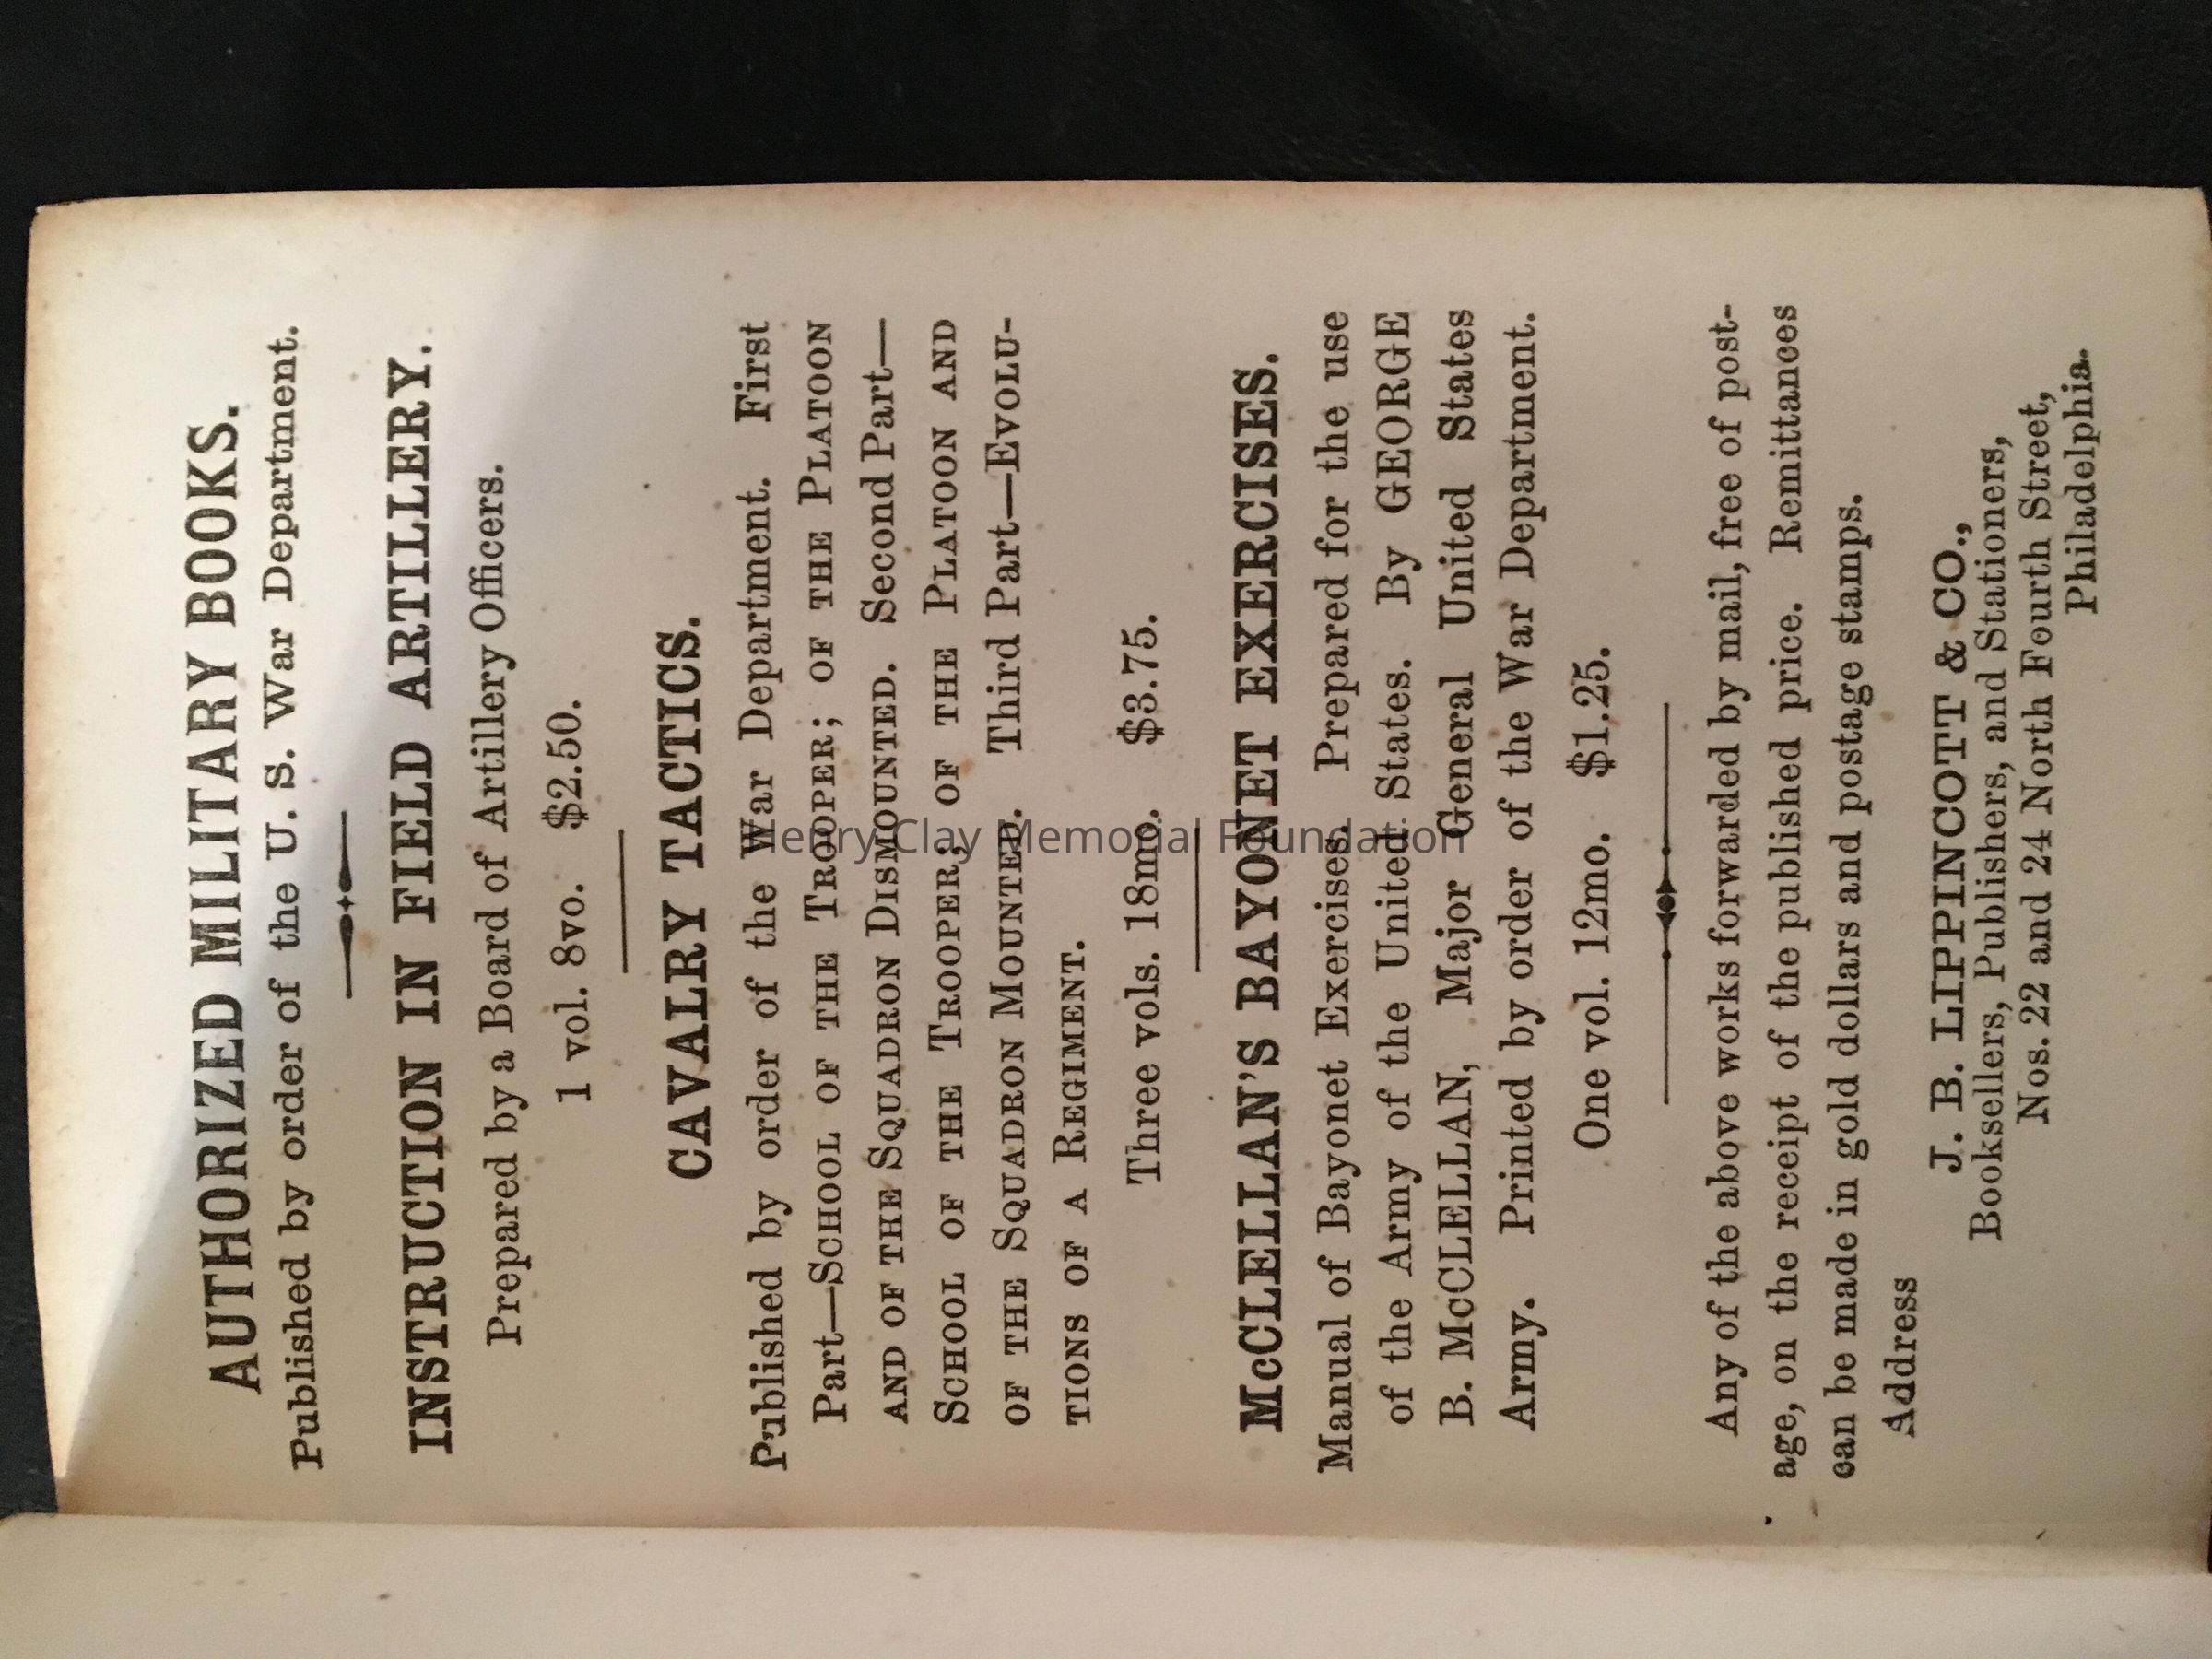 AUTHORIZED MILITARY BOOKS.
Published by order of the U. S. War Department.
INSTRUCTION IN FIELD ARTILLERY.
Prepared by a Board of Artillery Officers.
1 vol. 8vo. $2.50.
CAVALRY TACTICS.
Published by order of the War Department. First
Part—SCHOOL OF THE TROOPER; OF THE PLATOON
AND OF THE SQUADRON DISMOUNTED. Second Part—
SCHOOL OF THE TROOPER; OF THE PLATOON AND
OF THE SQUADRON MOUNTED. Third Part—EVOLU-
TIONS OF A REGIMENT.
Three vols. 18mo. $3.75.
McCLELLAN'S BAYONET EXERCISES.
Manual of Bayonet Exercises. Prepared for the use
of the Army of the United States. By GEORGE
B. McCLELLAN, Major General United States
Army. Printed by order of the War Department.
One vol. 12mo. $1.25.
Any of the above works forwarded by mail, free of post-
age, on the receipt of the published price. Remittances
can be made in gold dollars and postage stamps.
Address
J. B. LIPPINCOTT & CO.,
Booksellers, Publishers, and Stationers,
Nos. 22 and 24 North Fourth Street,
Philadelphia.
Henry Clay Memorial Foundation